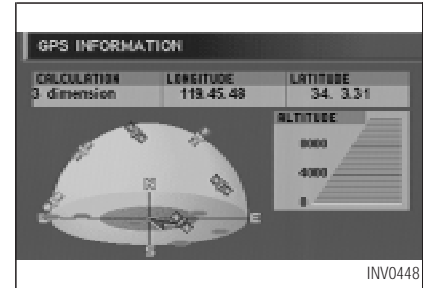 GPS INFORMATION
CALCULATION LONGITUDE LATITUDE
3 dimension 119.45.48 34. 3.31
ALTITUDE
8000
4000
0
N
E
S
INV0448